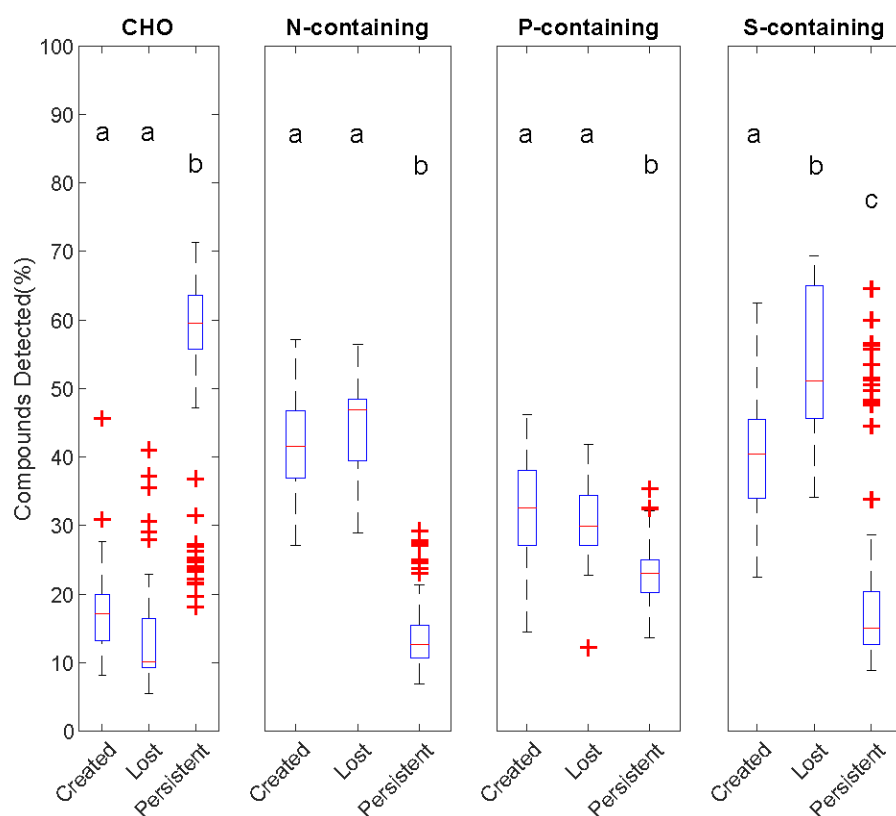 CHO
N-containing
P-containing
S-containing
Compounds Detected(%)
100
90
80
70
60
50
40
30
20
10
0
a
a
b
a
a
b
a
a
b
a
b
c
Created
Lost
Persistent
Created
Lost
Persistent
Created
Lost
Persistent
Created
Lost
Persistent